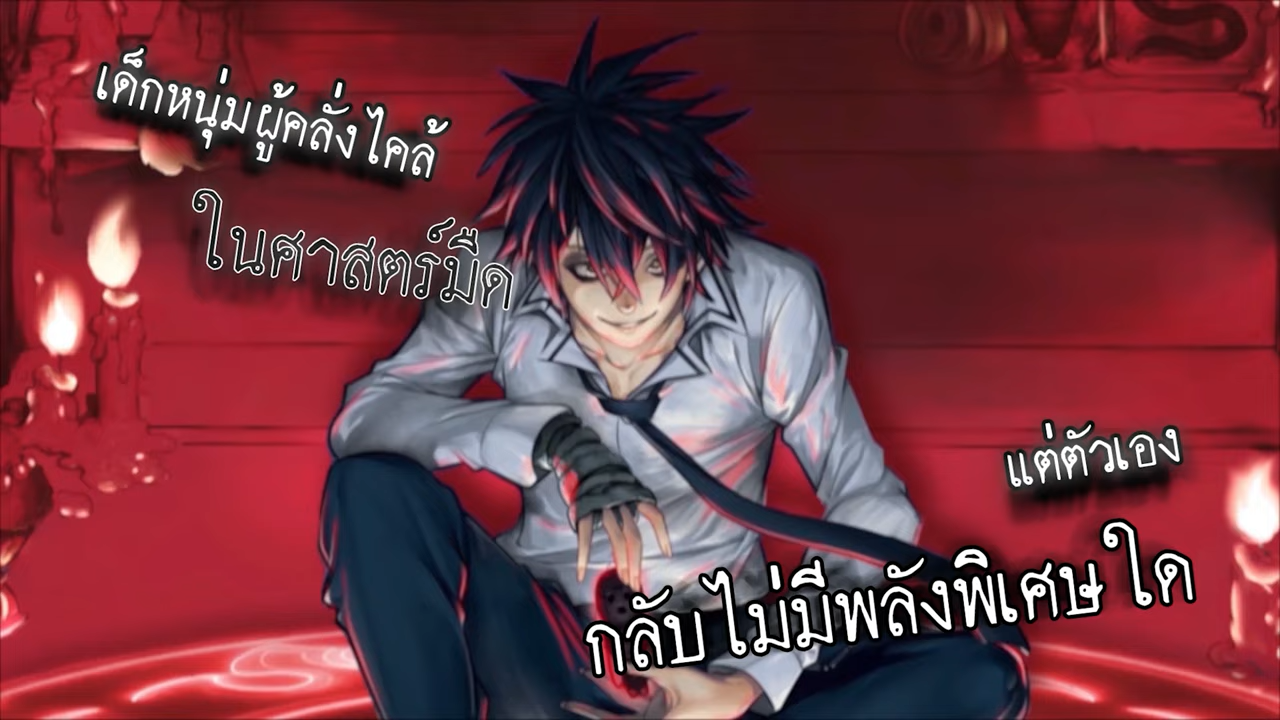 เด็กหนุ่มผู้คลั่งไคล้
ในศาสตร์มืด
แต่ตัวเอง
กลับไม่มีพลังพิเศษใด